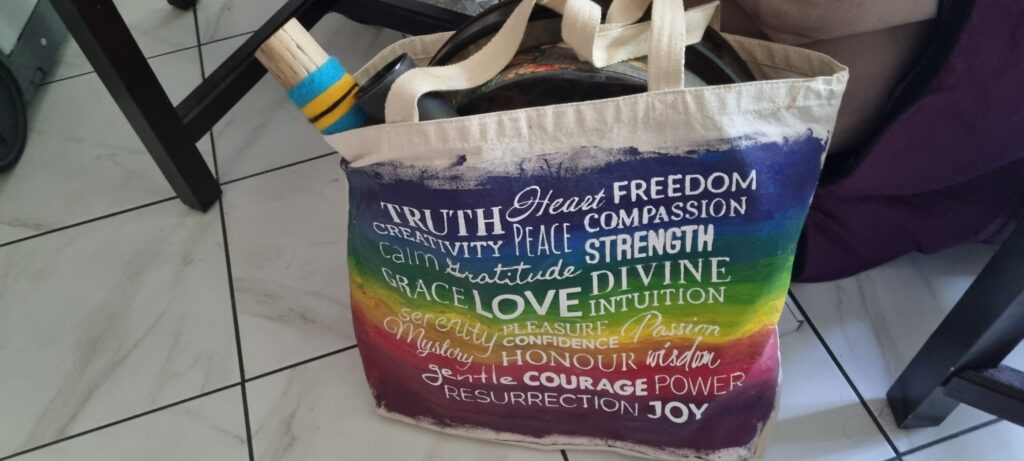 TRUTH Heart FREEDOM
CREATIVITY PEACE COMPASSION
calm Gratitude STRENGTH
GRACE LOVE DIVINE
INTUITION
serenity PLEASURE Passion
CONFIDENCE
Mystery HONOUR wisdom
gentle COURAGE POWER
RESURRECTION JOY